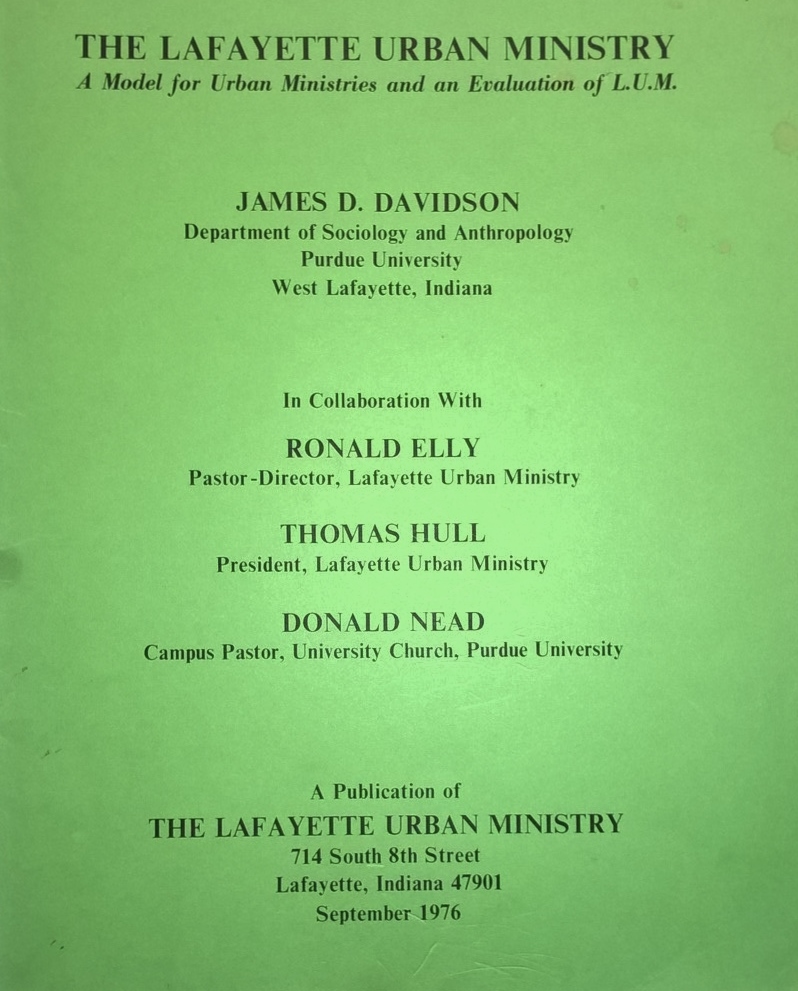 THE LAFAYETTE URBAN MINISTRY
A Model for Urban Ministries and an Evaluation of L.U.M.
JAMES D. DAVIDSON
Department of Sociology and Anthropology
Purdue University
West Lafayette, Indiana
In Collaboration With
RONALD ELLY
Pastor-Director, Lafayette Urban Ministry
THOMAS HULL
President, Lafayette Urban Ministry
DONALD NEAD
Campus Pastor, University Church, Purdue University
A Publication of
THE LAFAYETTE URBAN MINISTRY
714 South 8th Street
Lafayette, Indiana 47901
September 1976